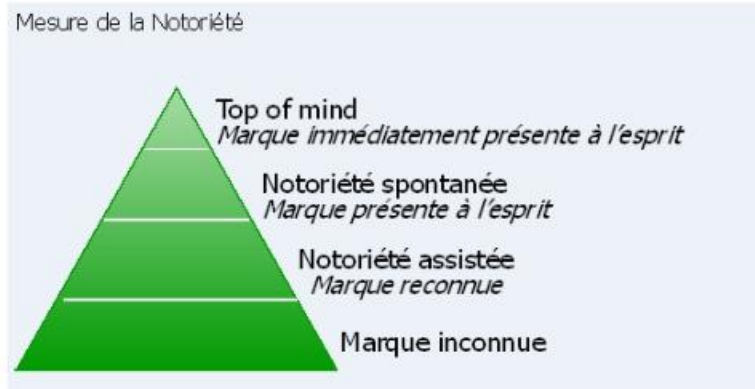 Mesure de la Notoriété
Top of mind
Marque immédiatement présente à l'esprit
Notoriété spontanée
Marque présente à l'esprit
Notoriété assistée
Marque reconnue
Marque inconnue